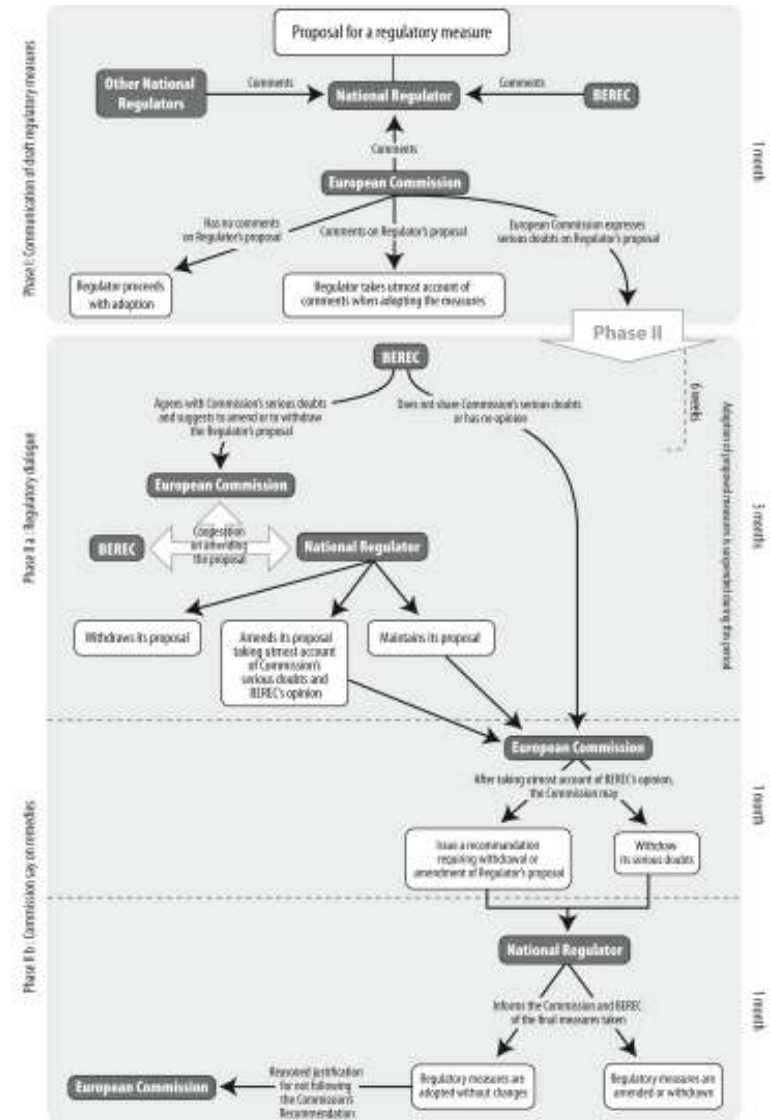 Proposal for a regulatory measure
Other National
Regulators
Comments
National Regulator
Comments
BEREC
Comments
European Commission
Has no comments
on Regulator's proposal
Comments on Regulator's proposal
European Commission expresses
serious doubts on Regulator's proposal
Regulator proceeds
with adoption
Regulator takes utmost account of
comments when adopting the measures
Phase I: Communication of draft regulatory measures
1 month
Phase II
BEREC
Agrees with Commission's serious doubts
and suggests to amend or to withdraw
the Regulator's proposal
Does not share Commission's serious doubts
or has no opinion
6 weeks
Adoption of proposed measures is suspended during this period
3 months
Phase II a : Regulatory dialogue
European Commission
BEREC
Cooperation
on amending
the proposal
National Regulator
Withdraws its proposal
Amends its proposal
taking utmost account
of Commission's
serious doubts and
BEREC's opinion
Maintains its proposal
European Commission
After taking utmost account of BEREC's opinion,
the Commission may
Issue a recommandation
requiring withdrawal or
amendment of Regulator's proposal
Withdraw
its serious doubts
1 month
Phase II b : Commission say on remedies
National Regulator
Informs the Commission and BEREC
of the final measures taken
1 month
European Commission
Reasoned justification
for not following
the Commission's
Recommendation
Regulatory measures are
adopted without changes
Regulatory measures are
amended or withdrawn